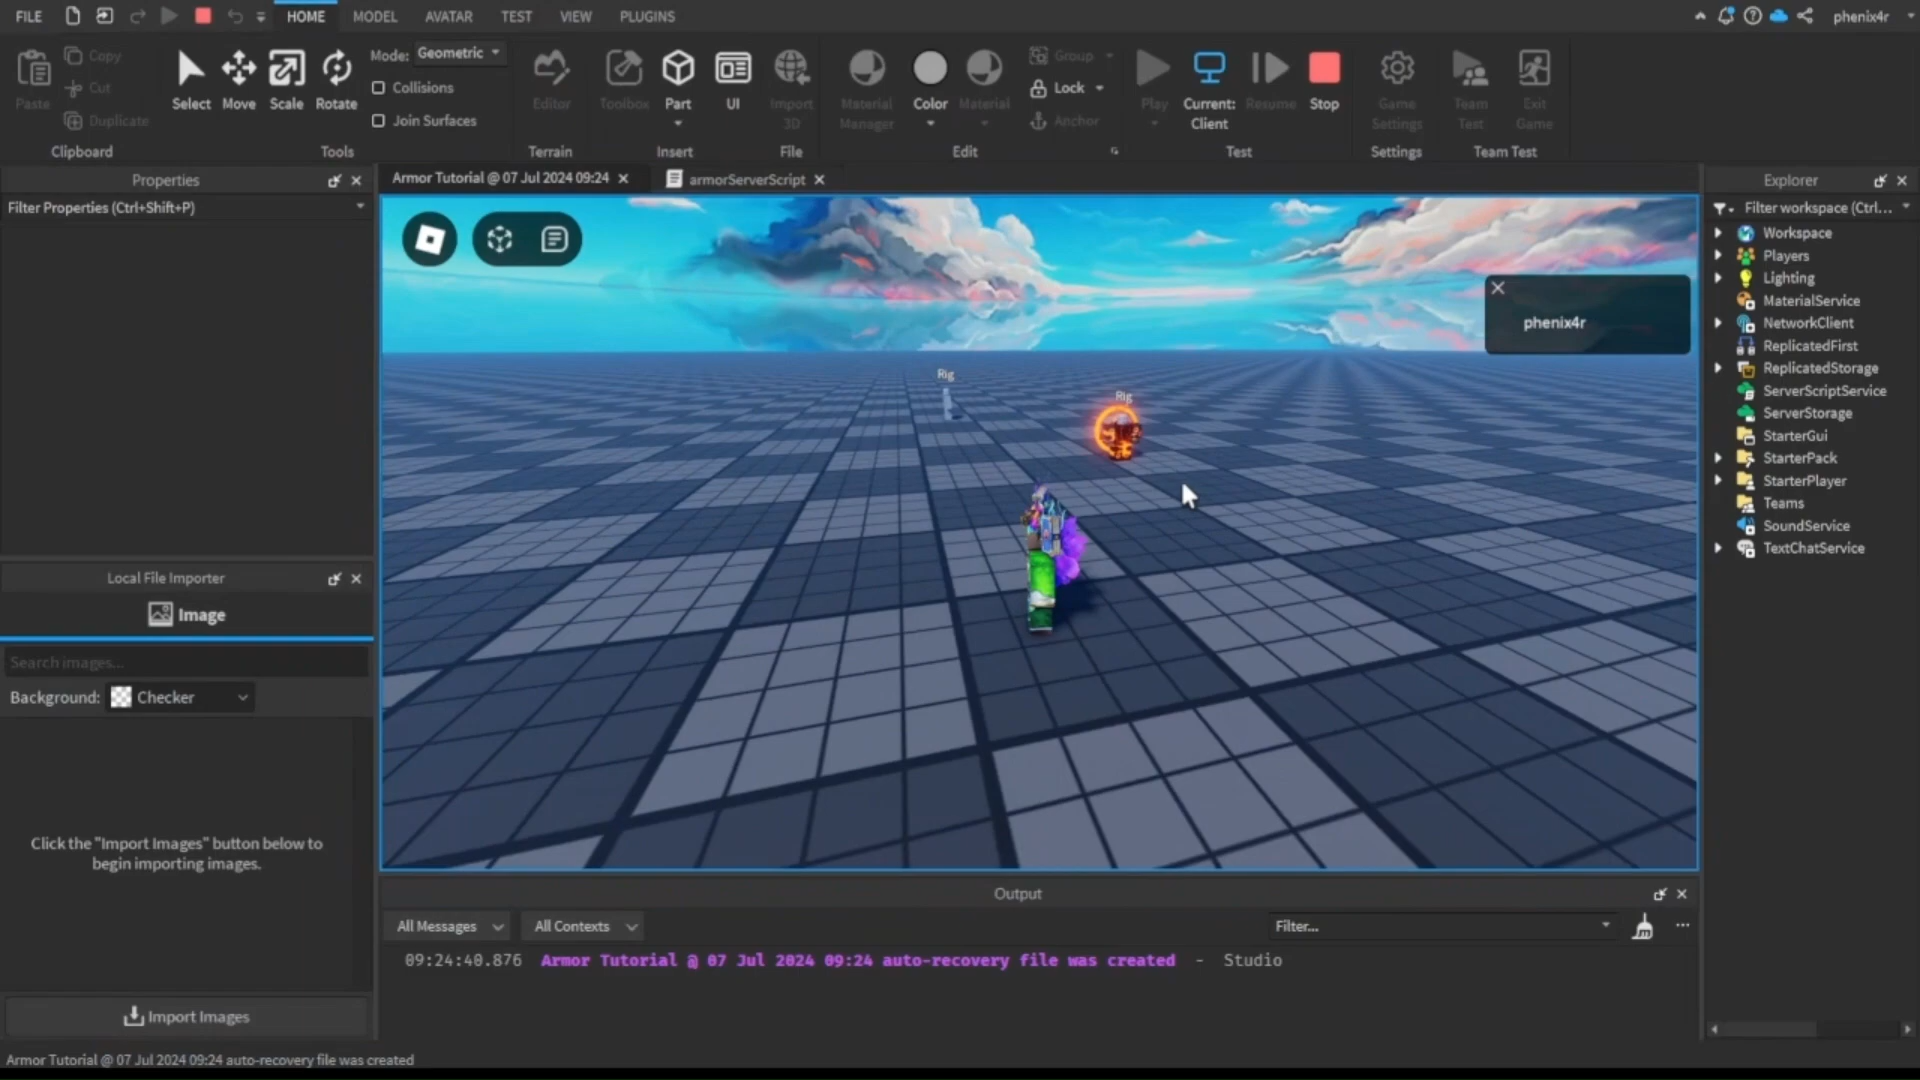 FILE
HOME
MODEL
AVATAR
TEST
VIEW
PLUGINS
phenix4r
Paste
Copy
Cut
Duplicate
Clipboard
Select
Move
Scale
Rotate
Mode: Geometric
Collisions
Join Surfaces
Tools
Editor
Terrain
Toolbox
Part
UI
Insert
Import
3D
File
Material
Manager
Color
Material
Group
Lock
Anchor
Edit
Play
Current:
Client
Resume
Stop
Test
Game
Settings
Settings
Team
Test
Exit
Game
Team Test
Properties
Filter Properties (Ctrl+Shift+P)
Armor Tutorial @ 07 Jul 2024 09:24
armorServerScript
Rig
Rig
phenix4r
Explorer
Filter workspace (Ctrl...
Workspace
Players
Lighting
MaterialService
NetworkClient
ReplicatedFirst
ReplicatedStorage
ServerScriptService
ServerStorage
StarterGui
StarterPack
StarterPlayer
Teams
SoundService
TextChatService
Local File Importer
Image
Search images...
Background: Checker
Click the "Import Images" button below to
begin importing images.
Import Images
Output
All Messages
All Contexts
Filter...
09:24:40.876 Armor Tutorial @ 07 Jul 2024 09:24 auto-recovery file was created - Studio
Armor Tutorial @ 07 Jul 2024 09:24 auto-recovery file was created